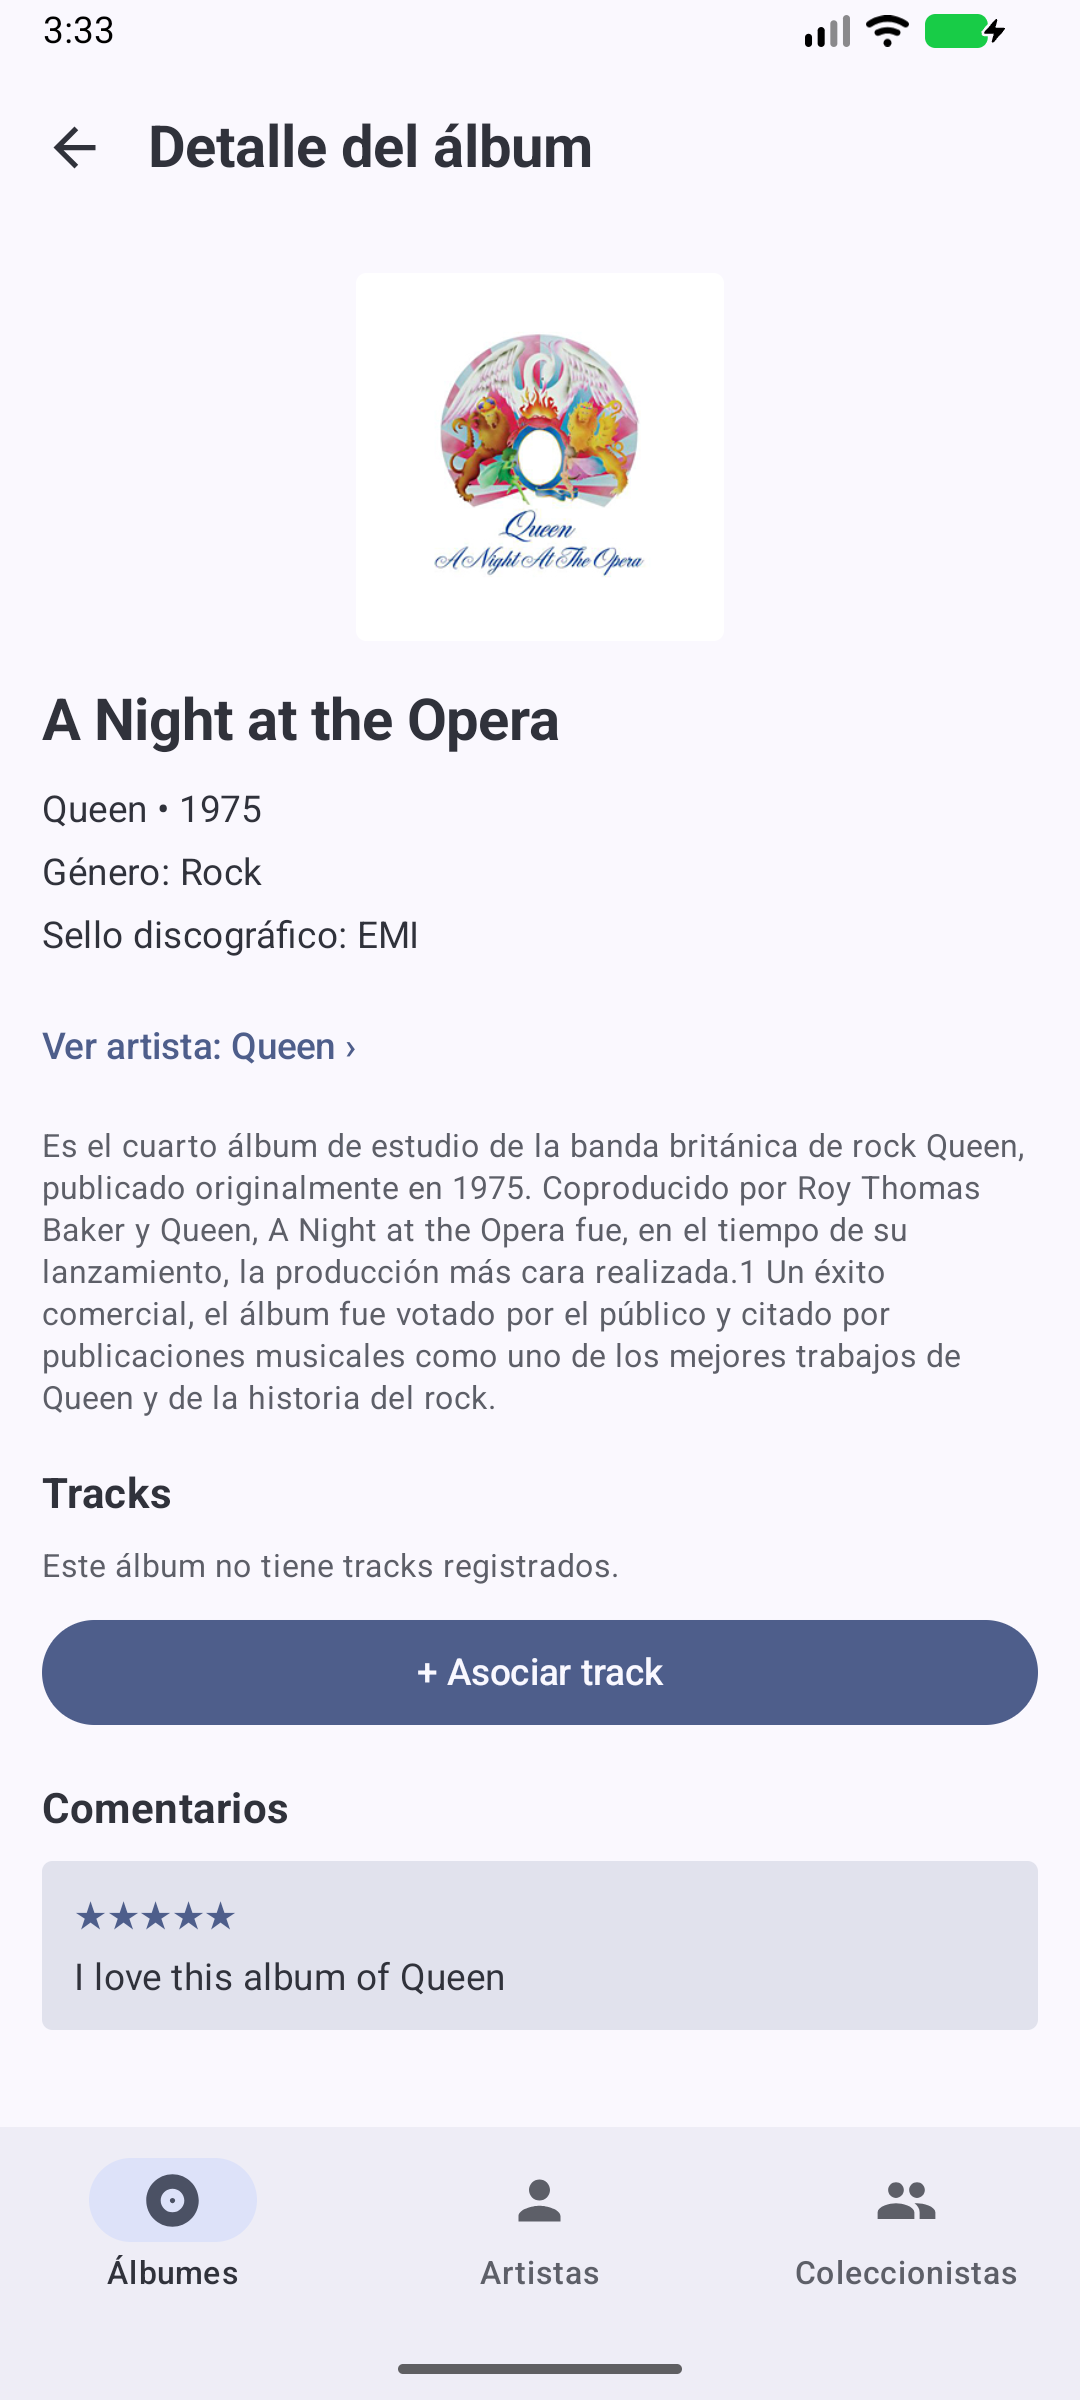 3:33
Detalle del álbum
Queen
A Night At The Opera
A Night at the Opera
Queen • 1975
Género: Rock
Sello discográfico: EMI
Ver artista: Queen ›
Es el cuarto álbum de estudio de la banda británica de rock Queen,
publicado originalmente en 1975. Coproducido por Roy Thomas
Baker y Queen, A Night at the Opera fue, en el tiempo de su
lanzamiento, la producción más cara realizada.1 Un éxito
comercial, el álbum fue votado por el público y citado por
publicaciones musicales como uno de los mejores trabajos de
Queen y de la historia del rock.
Tracks
Este álbum no tiene tracks registrados.
+ Asociar track
Comentarios
★★★★★
I love this album of Queen
Álbumes
Artistas
Coleccionistas